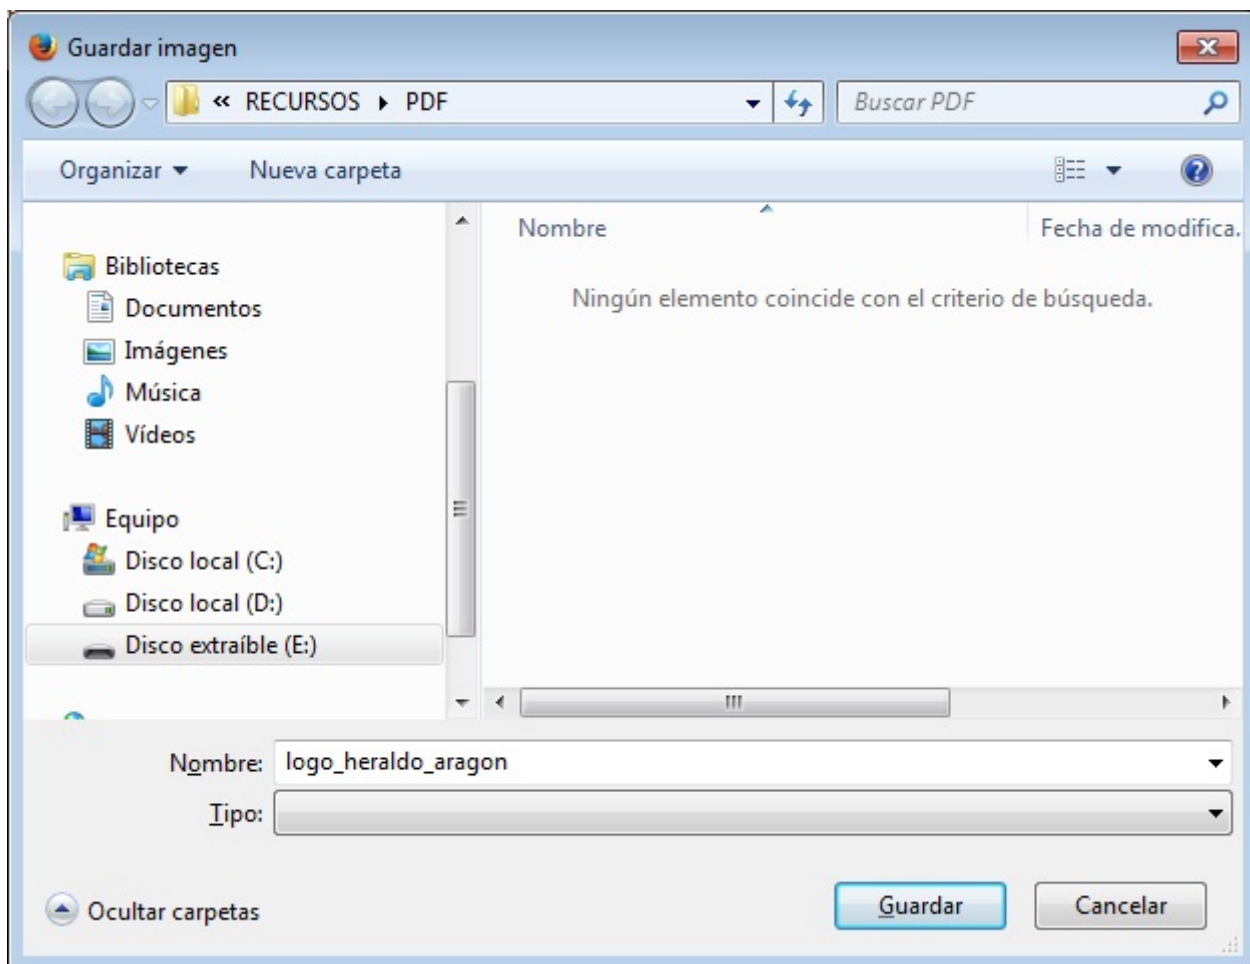 Guardar imagen
« RECURSOS ▸ PDF
Buscar PDF
Organizar
Nueva carpeta
Nombre
Fecha de modifica.
Ningún elemento coincide con el criterio de búsqueda.
Bibliotecas
Documentos
Imágenes
Música
Vídeos
Equipo
Disco local (C:)
Disco local (D:)
Disco extraíble (E:)
Nombre: logo_heraldo_aragon
Tipo:
Ocultar carpetas
Guardar
Cancelar